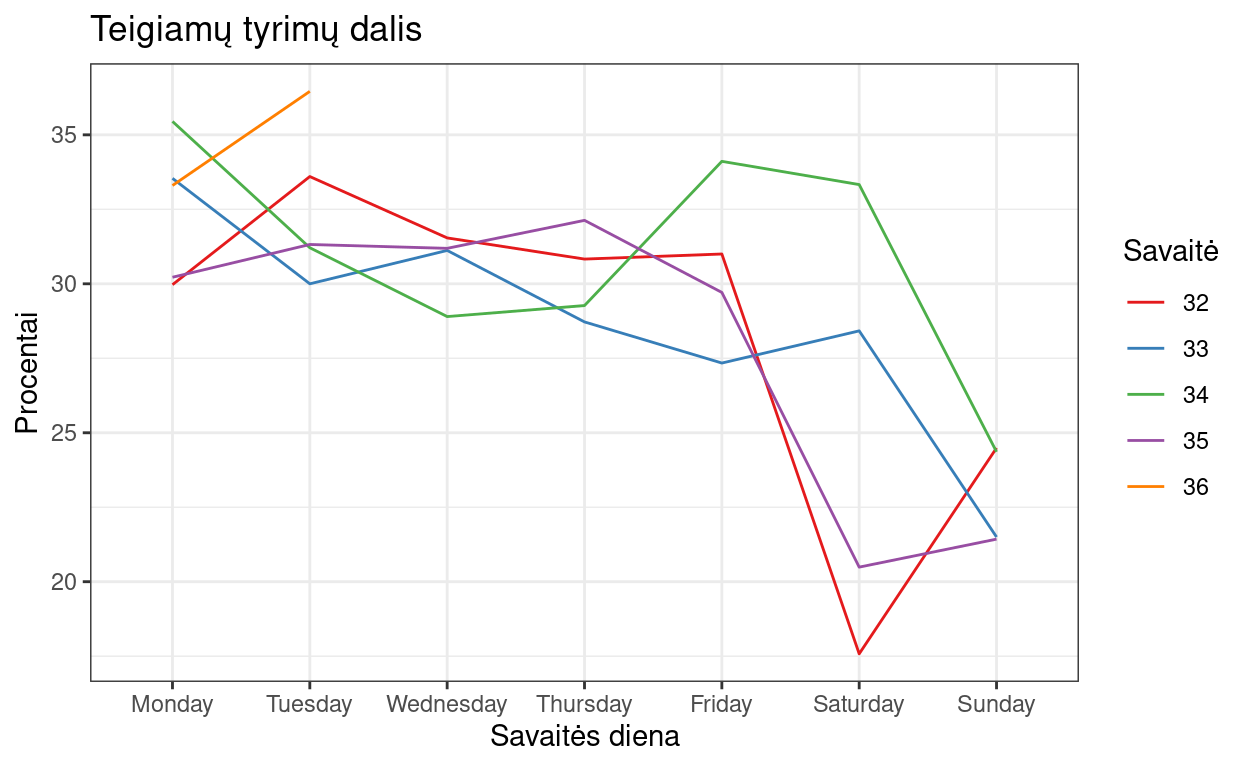 Teigiamų tyrimų dalis
35
30
25
20
Procentai
Monday Tuesday Wednesday Thursday Friday Saturday Sunday
Savaitės diena
Savaitė
32
33
34
35
36